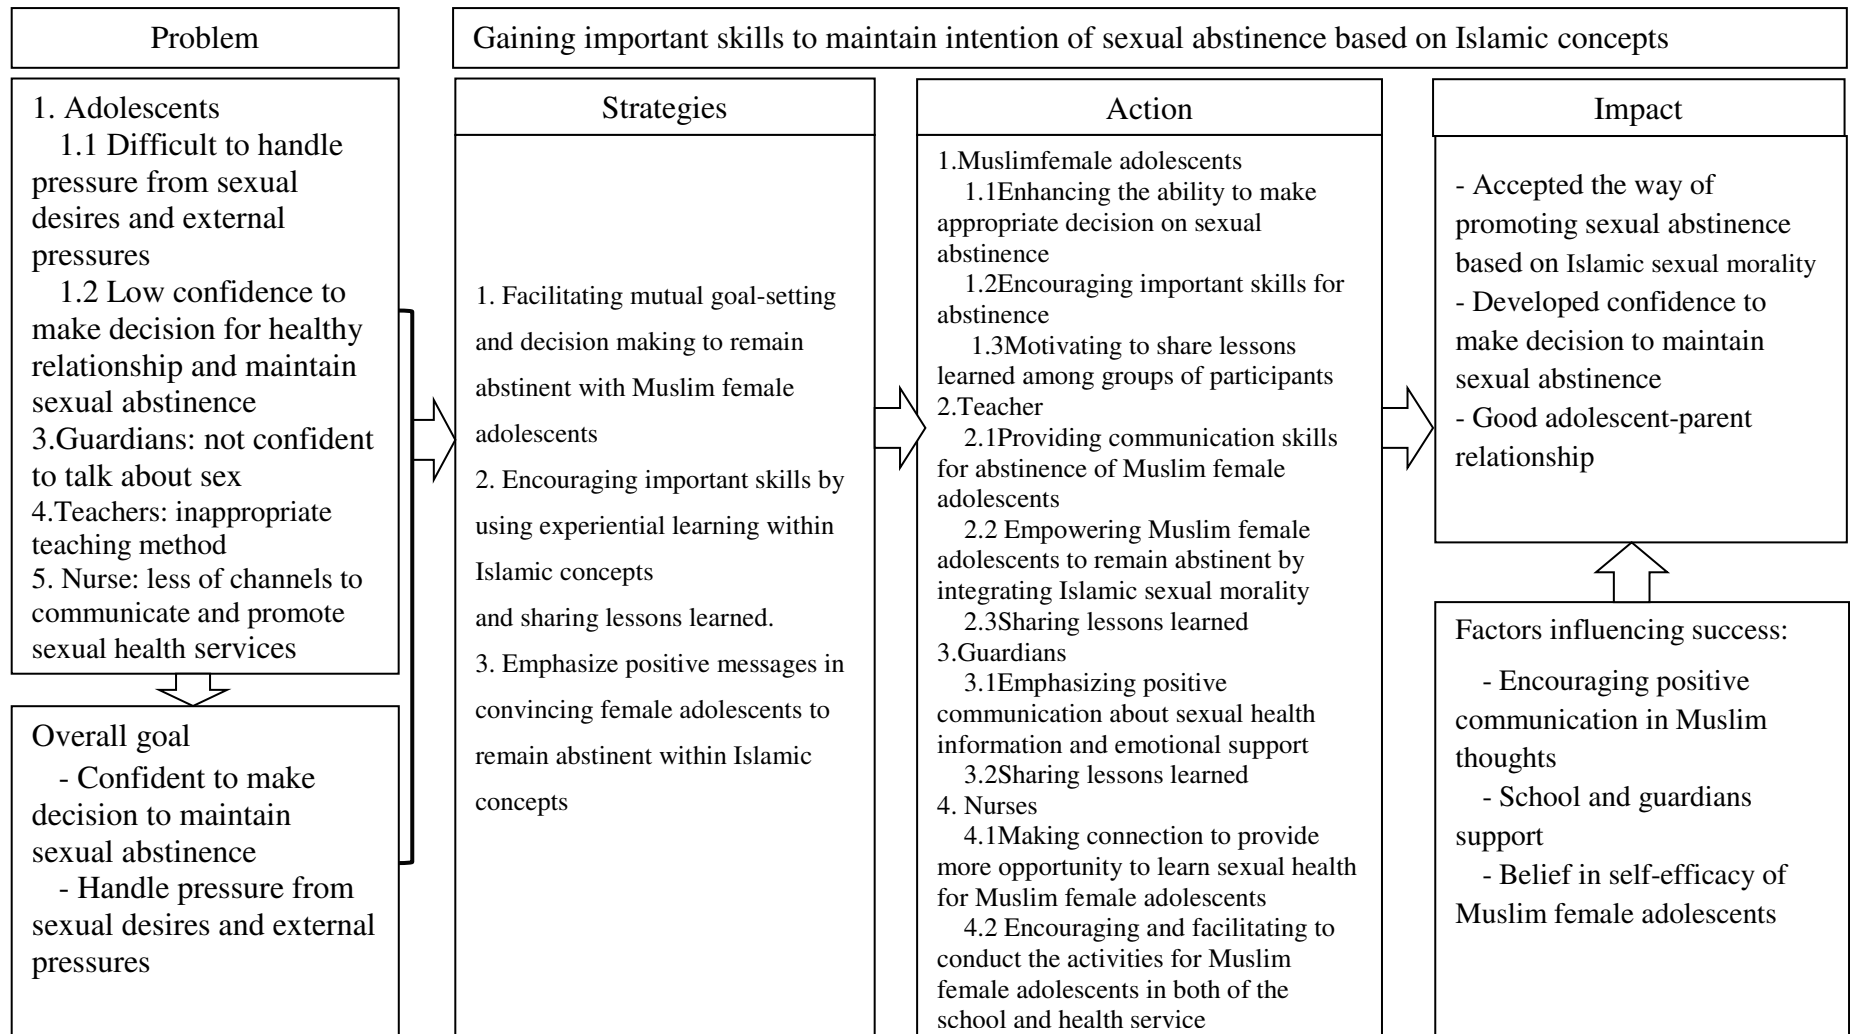 Problem
1. Adolescents
1.1 Difficult to handle
pressure from sexual
desires and external
pressures
1.2 Low confidence to
make decision for healthy
relationship and maintain
sexual abstinence
3.Guardians: not confident
to talk about sex
4.Teachers: inappropriate
teaching method
5. Nurse: less of channels to
communicate and promote
sexual health services
Overall goal
- Confident to make
decision to maintain
sexual abstinence
- Handle pressure from
sexual desires and external
pressures
Gaining important skills to maintain intention of sexual abstinence based on Islamic concepts
Strategies
1. Facilitating mutual goal-setting
and decision making to remain
abstinent with Muslim female
adolescents
2. Encouraging important skills by
using experiential learning within
Islamic concepts
and sharing lessons learned.
3. Emphasize positive messages in
convincing female adolescents to
remain abstinent within Islamic
concepts
Action
1.Muslimfemale adolescents
1.1Enhancing the ability to make
appropriate decision on sexual
abstinence
1.2Encouraging important skills for
abstinence
1.3Motivating to share lessons
learned among groups of participants
2.Teacher
2.1Providing communication skills
for abstinence of Muslim female
adolescents
2.2 Empowering Muslim female
adolescents to remain abstinent by
integrating Islamic sexual morality
2.3Sharing lessons learned
3.Guardians
3.1Emphasizing positive
communication about sexual health
information and emotional support
3.2Sharing lessons learned
4. Nurses
4.1Making connection to provide
more opportunity to learn sexual health
for Muslim female adolescents
4.2 Encouraging and facilitating to
conduct the activities for Muslim
female adolescents in both of the
school and health service
Impact
- Accepted the way of
promoting sexual abstinence
based on Islamic sexual morality
- Developed confidence to
make decision to maintain
sexual abstinence
- Good adolescent-parent
relationship
Factors influencing success:
- Encouraging positive
communication in Muslim
thoughts
- School and guardians
support
- Belief in self-efficacy of
Muslim female adolescents